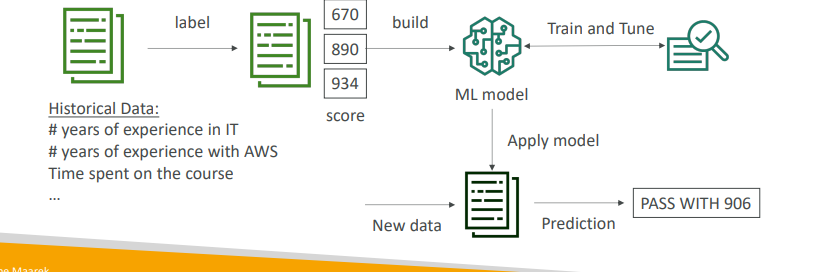 label
670
890
934
score
build
Train and Tune
ML model
Historical Data:
# years of experience in IT
# years of experience with AWS
Time spent on the course
...
Apply model
New data
Prediction
PASS WITH 906
Maarek